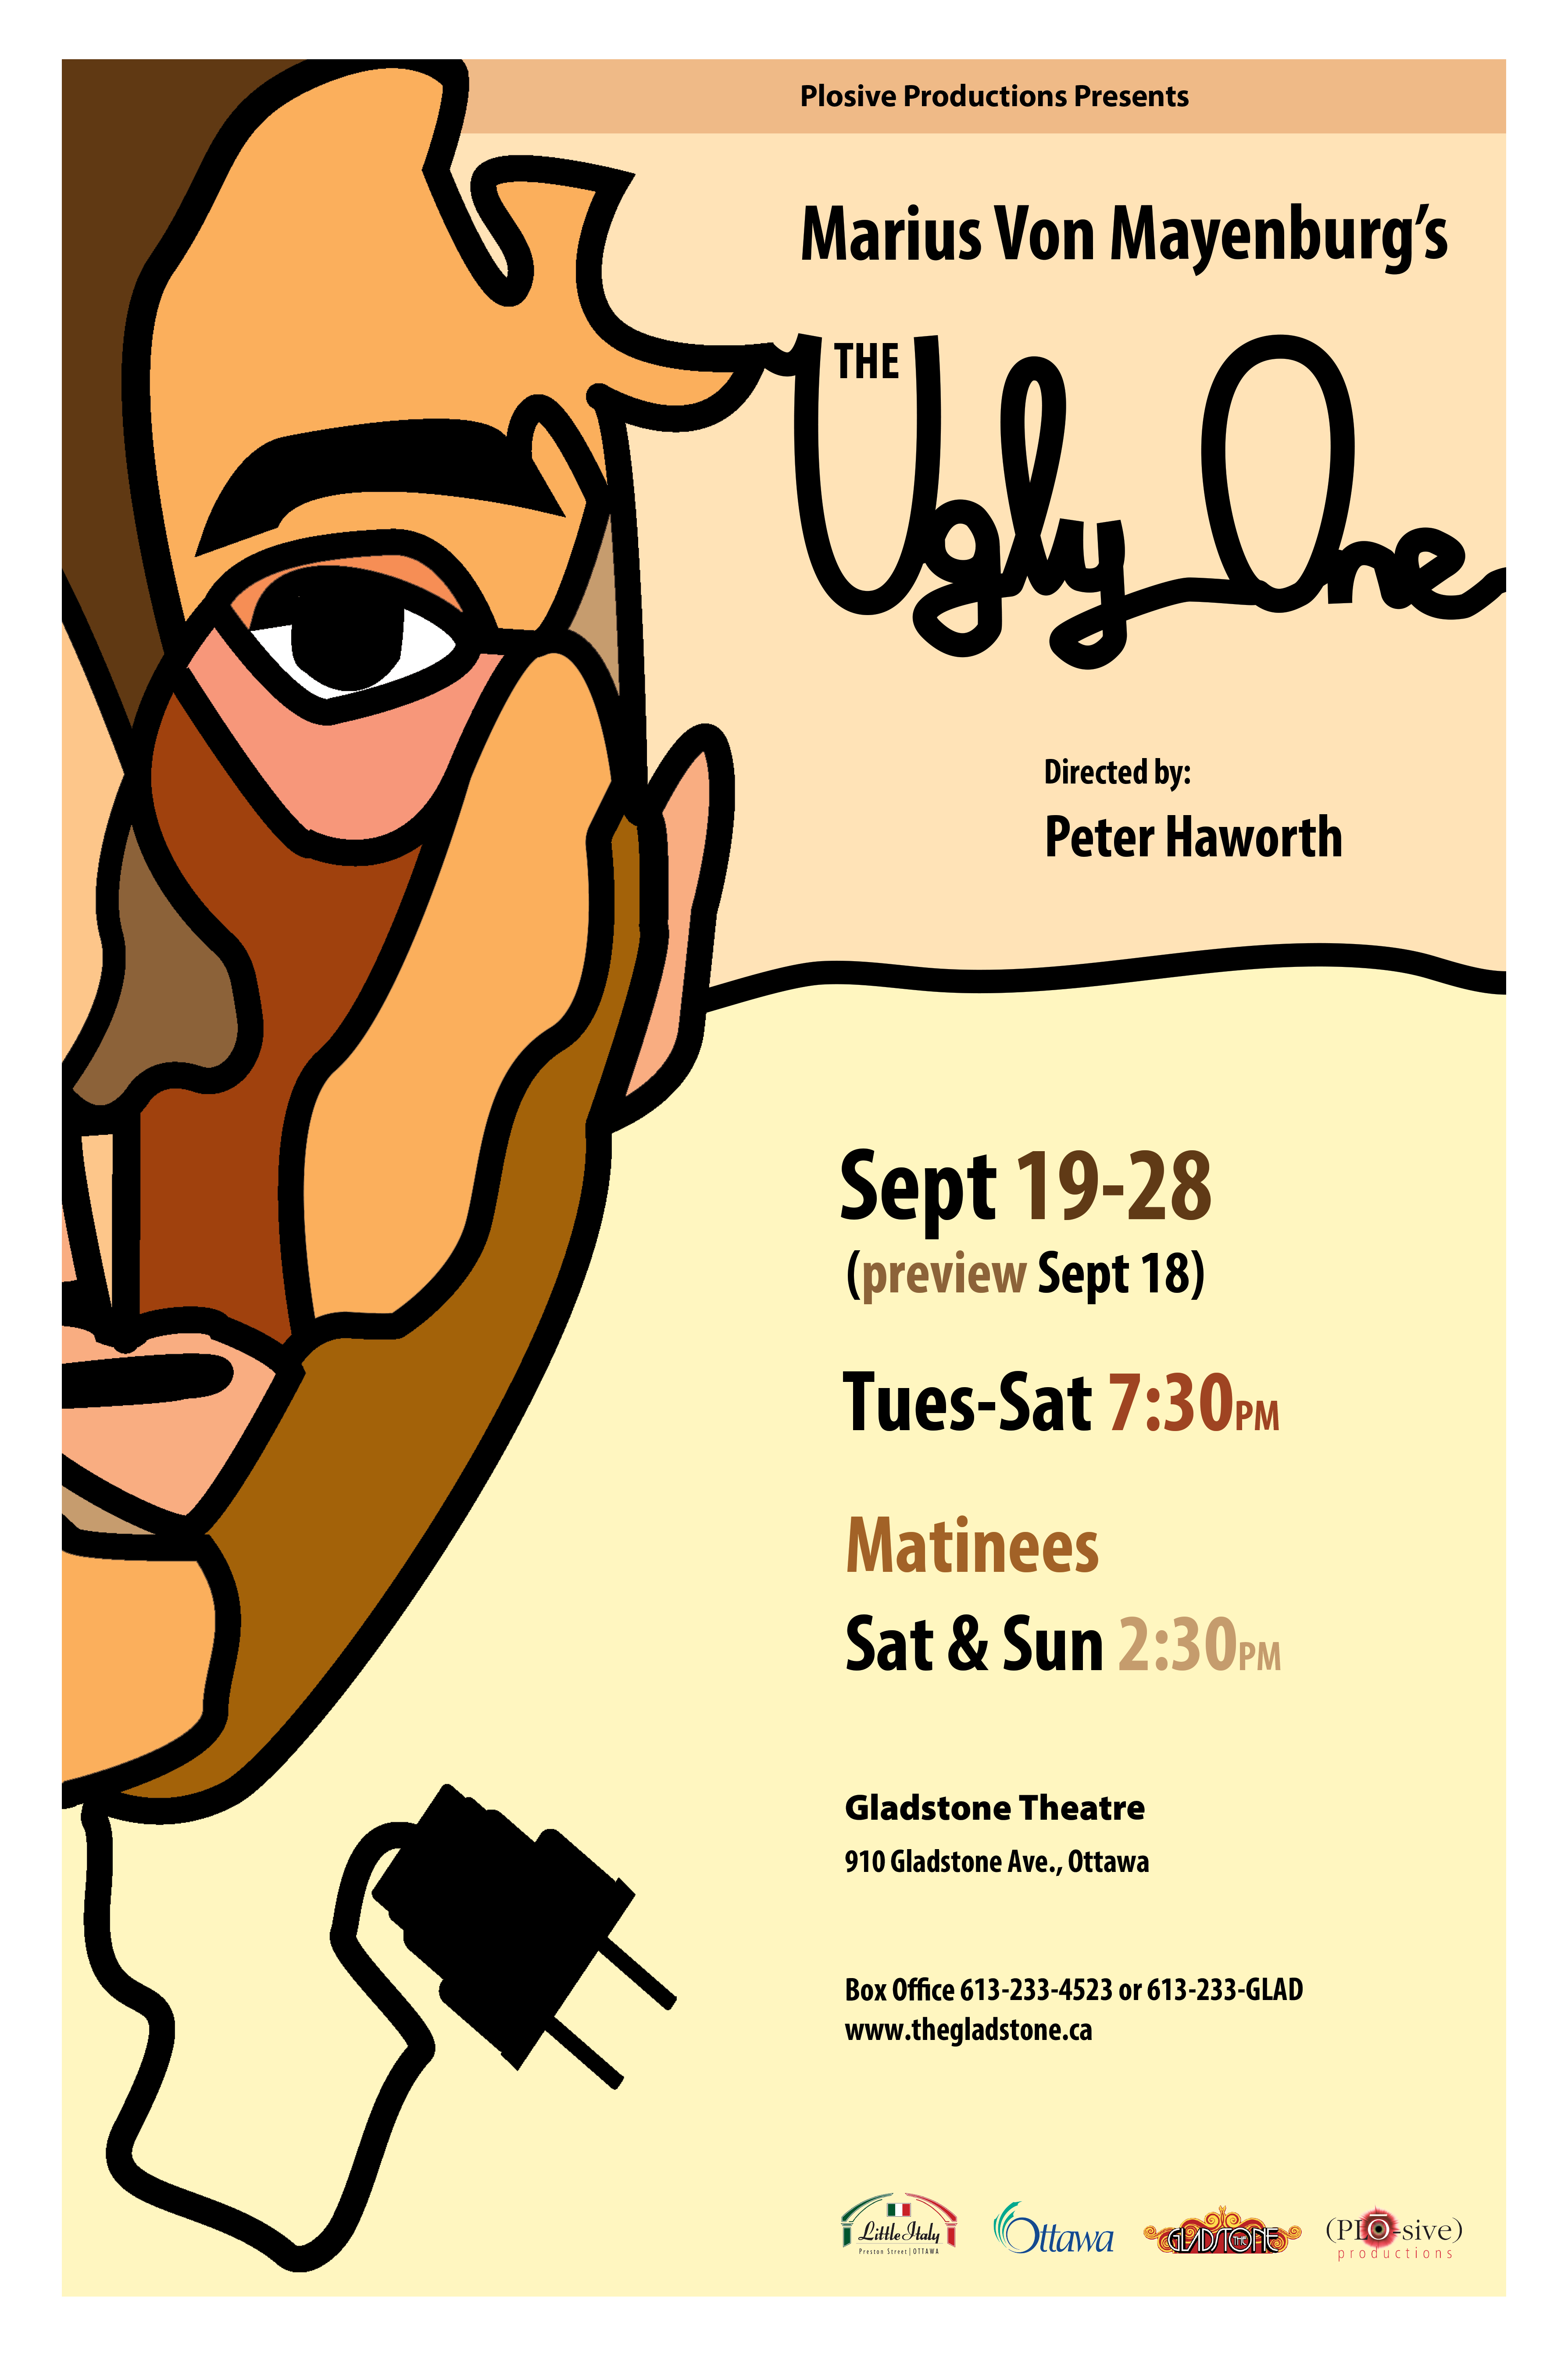 Plosive Productions Presents
Marius Von Mayenburg's
THE
Ugly One
Directed by:
Peter Haworth
Sept 19-28
(preview Sept 18)
Tues-Sat 7:30PM
Matinees
Sat & Sun 2:30PM
Gladstone Theatre
910 Gladstone Ave., Ottawa
Box Office 613-233-4523 or 613-233-GLAD
www.thegladstone.ca
Little Italy
Preston Street | OTTAWA
Ottawa
THE GLADSTONE
(PLŌ-sive)
productions